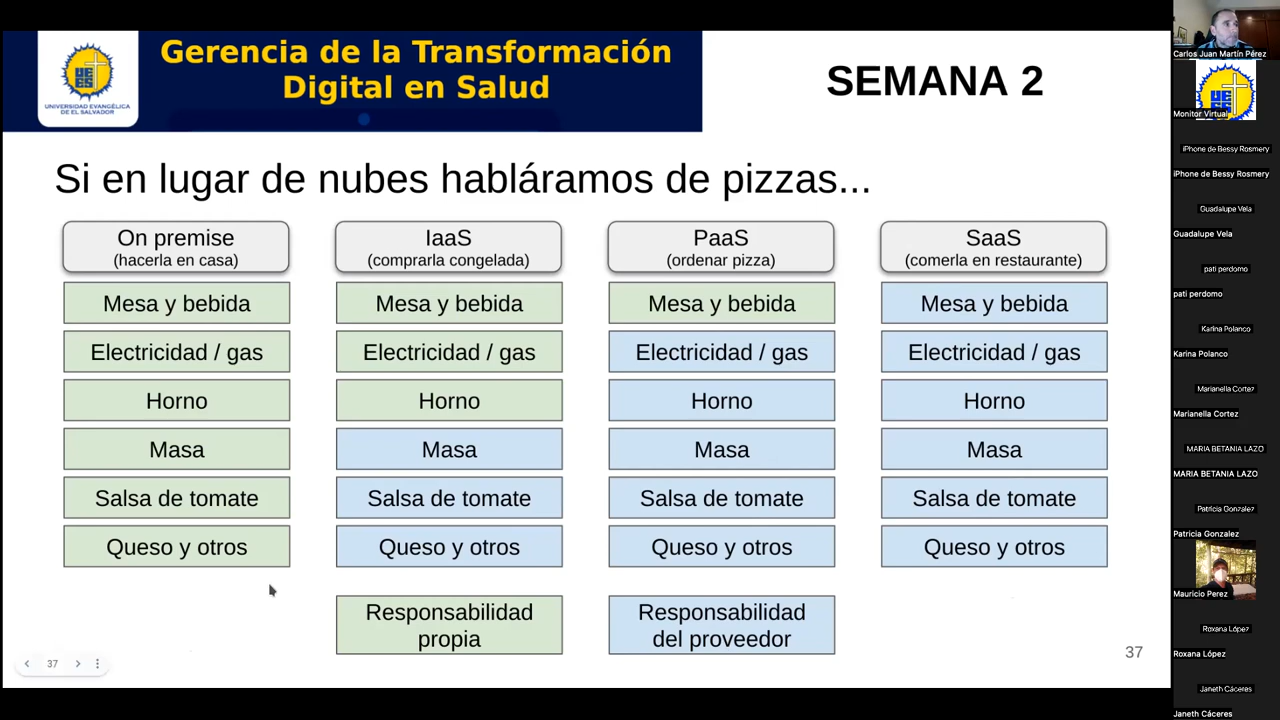 Gerencia de la Transformación
Digital en Salud
UNIVERSIDAD EVANGÉLICA
DE EL SALVADOR
SEMANA 2
Si en lugar de nubes habláramos de pizzas...
On premise
(hacerla en casa)
Mesa y bebida
Electricidad / gas
Horno
Masa
Salsa de tomate
Queso y otros
IaaS
(comprarla congelada)
Mesa y bebida
Electricidad / gas
Horno
Masa
Salsa de tomate
Queso y otros
PaaS
(ordenar pizza)
Mesa y bebida
Electricidad / gas
Horno
Masa
Salsa de tomate
Queso y otros
SaaS
(comerla en restaurante)
Mesa y bebida
Electricidad / gas
Horno
Masa
Salsa de tomate
Queso y otros
Responsabilidad
propia
Responsabilidad
del proveedor
37
37
Carlos Juan Martín Pérez
Monitor Virtual
iPhone de Bessy Rosmery
iPhone de Bessy Rosmery
Guadalupe Vela
Guadalupe Vela
pati perdomo
pati perdomo
Karina Polanco
Karina Polanco
Marianella Cortez
Marianella Cortez
MARIA BETANIA LAZO
MARIA BETANIA LAZO
Patricia Gonzalez
Patricia Gonzalez
Mauricio Perez
Roxana López
Roxana López
Janeth Cáceres
Janeth Cáceres